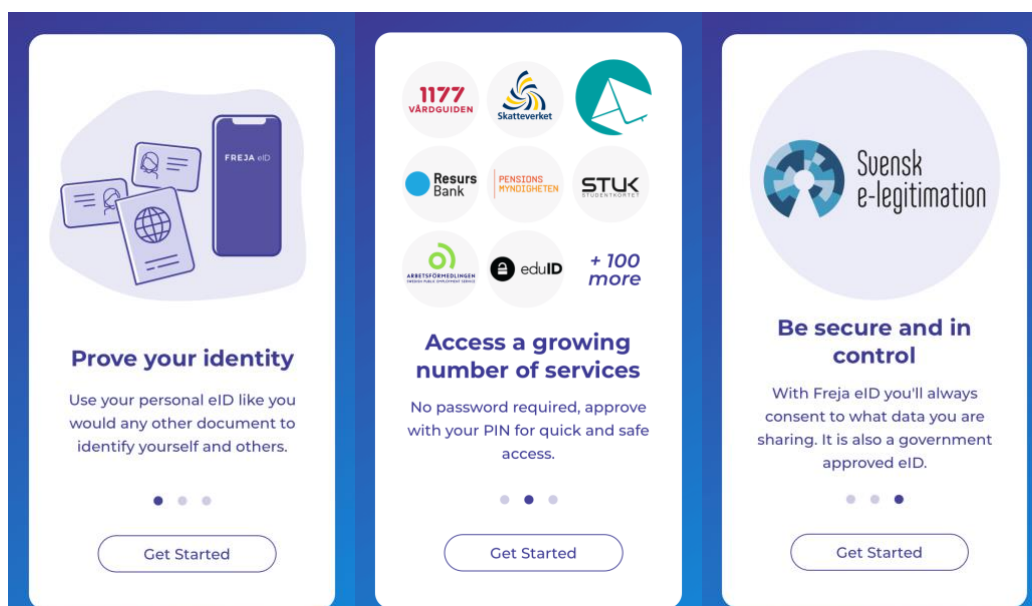 FREJA eID
Prove your identity
Use your personal eID like you
would any other document to
identify yourself and others.
Get Started
1177
VÅRDGUIDEN
Skatteverket
Resurs
Bank
PENSIONS
MYNDIGHETEN
STUK
STUDENTKORTET
ARBETSFÖRMEDLINGEN
SWEDISH PUBLIC EMPLOYMENT SERVICE
eduID
+ 100
more
Access a growing
number of services
No password required, approve
with your PIN for quick and safe
access.
Get Started
Svensk
e-legitimation
Be secure and in
control
With Freja eID you'll always
consent to what data you are
sharing. It is also a government
approved eID.
Get Started